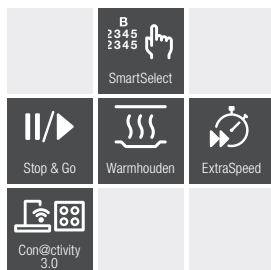 B
2345
2345
SmartSelect
Stop & Go
Warmhouden
ExtraSpeed
Con@ctivity
3.0